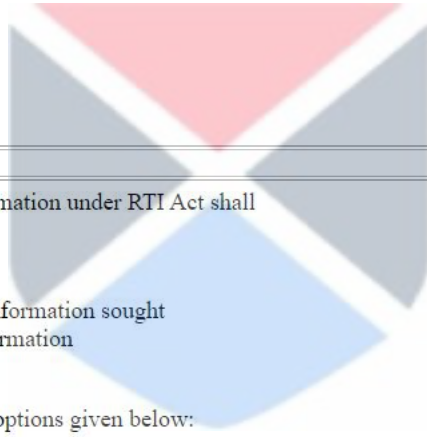 mation under RTI Act shall
formation sought
rmation
options given below: